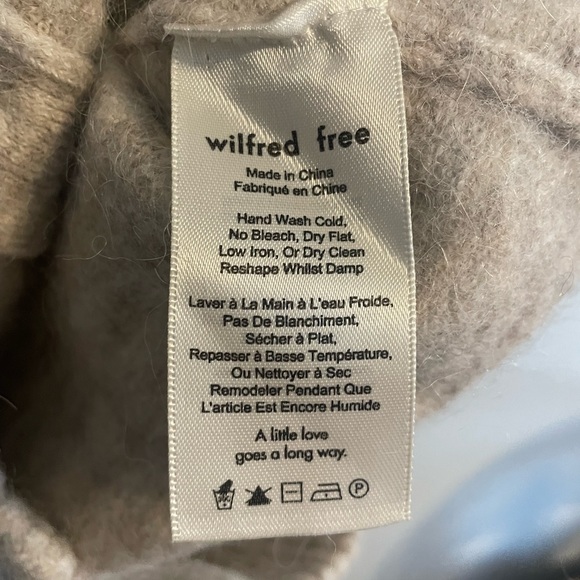 wilfred free
Made in China
Fabriqué en Chine
Hand Wash Cold,
No Bleach, Dry Flat,
Low Iron, Or Dry Clean
Reshape Whilst Damp
Laver à La Main à L'eau Froide,
Pas De Blanchiment,
Sécher à Plat,
Repasser à Basse Température,
Ou Nettoyer à Sec
Remodeler Pendant Que
L'article Est Encore Humide
A little love
goes a long way.
P